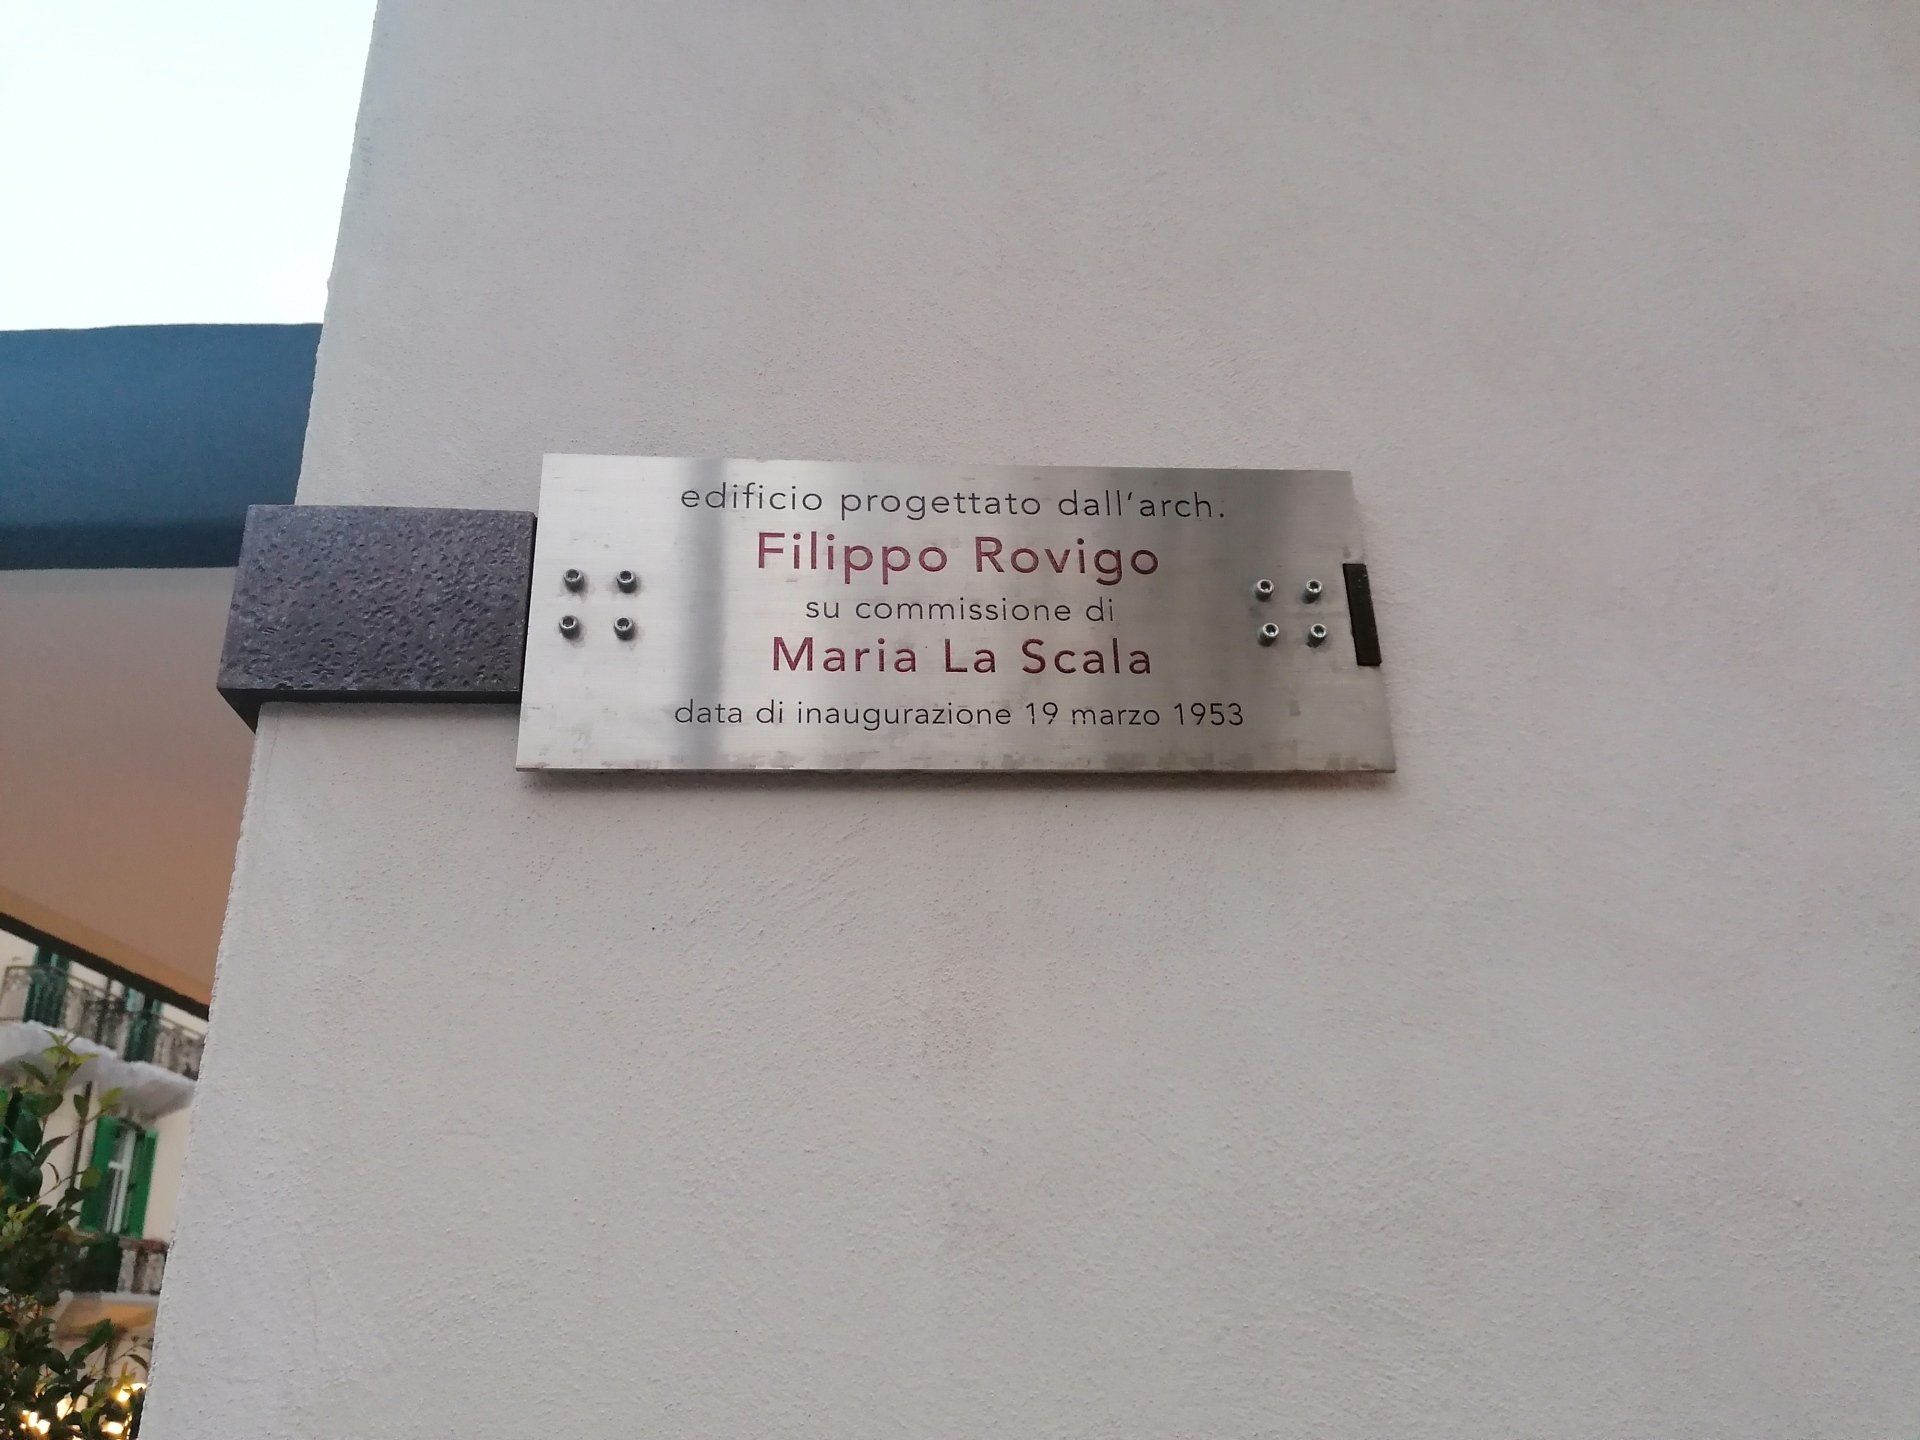 edificio progettato dall'arch.
Filippo Rovigo
su commissione di
Maria La Scala
data di inaugurazione 19 marzo 1953